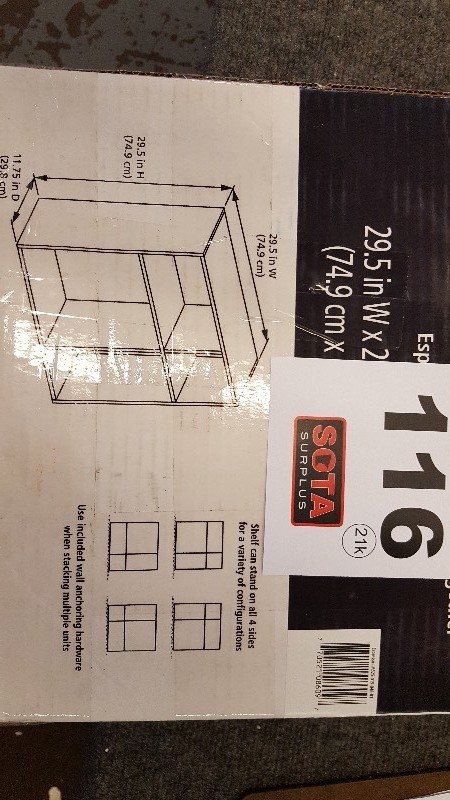 29.5 in W x 2
(74.9 cm x
Esp
29.5 in W
(74.9 cm)
29.5 in H
(74.9 cm)
11.75 in D
(29.8 cm)
116
21k
SOTA
SURPLUS
Shelf can stand on all 4 sides
for a variety of configurations
Use included wall anchoring hardware
when stacking multiple units